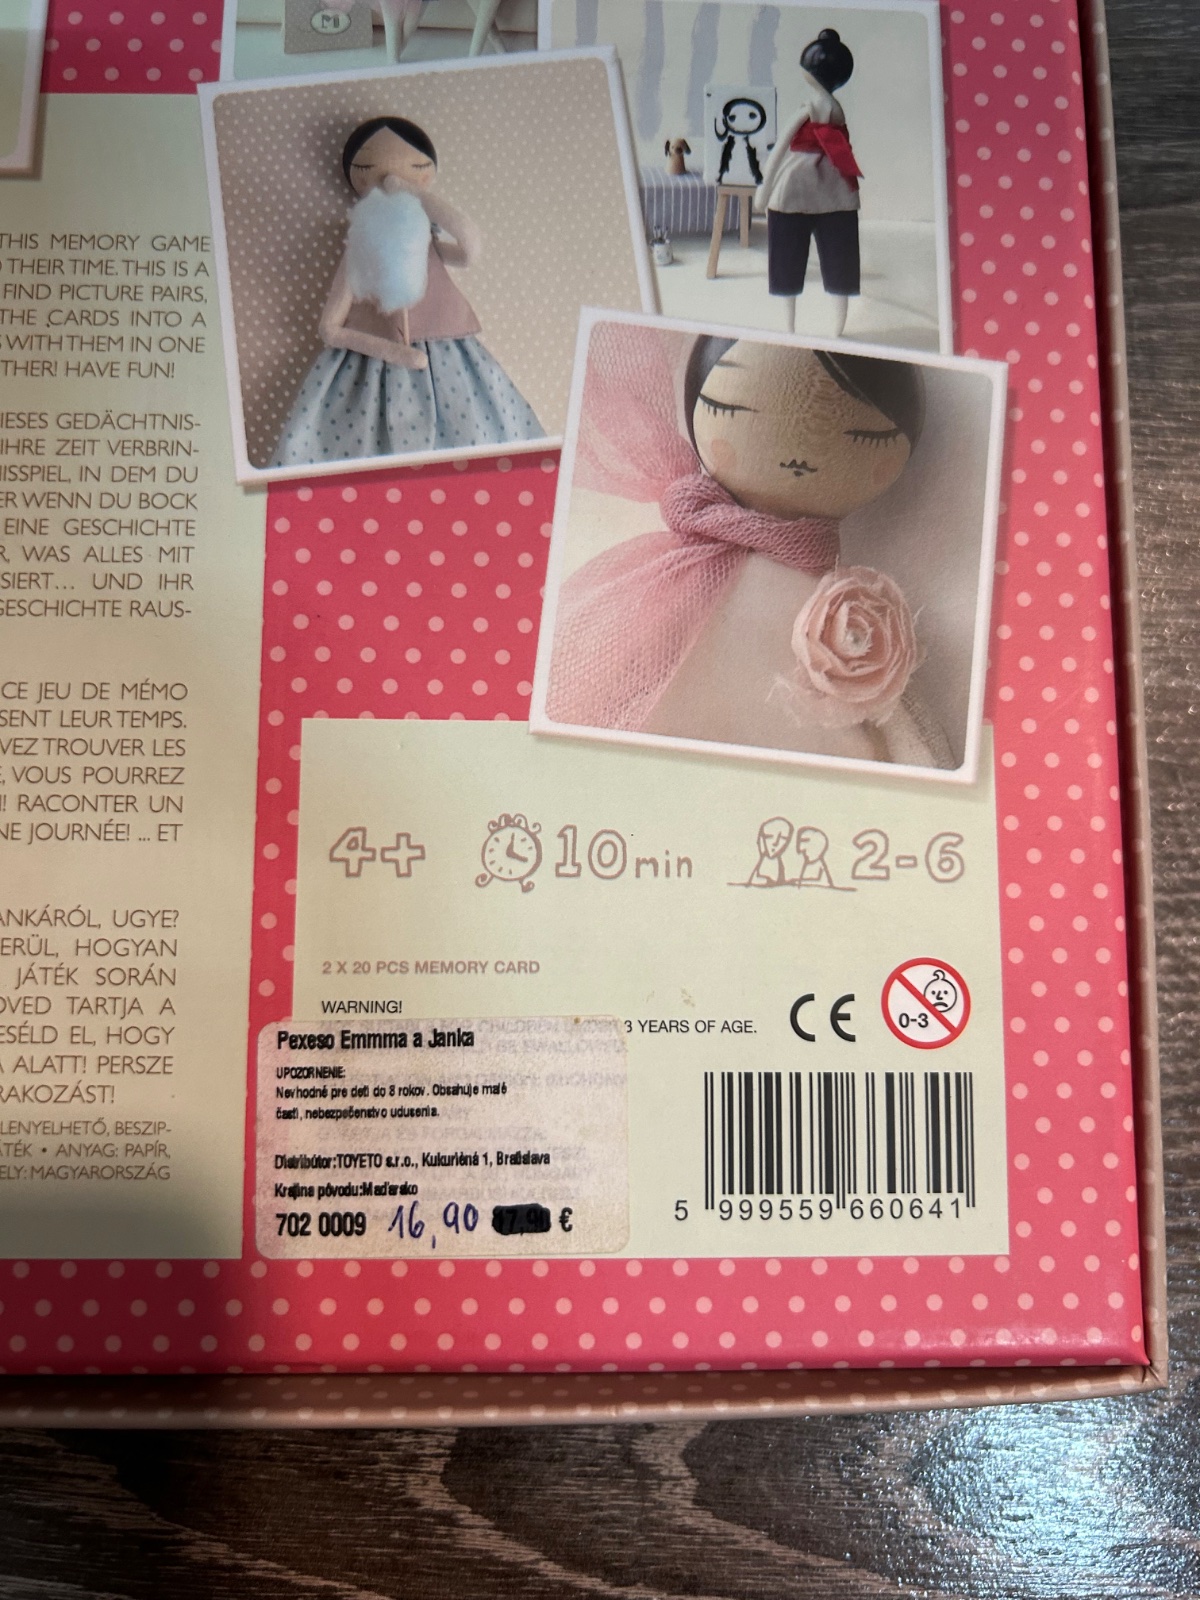 Mi
THIS MEMORY GAME
THEIR TIME. THIS IS A
FIND PICTURE PAIRS,
THE CARDS INTO A
WITH THEM IN ONE
THER! HAVE FUN!
IESES GEDÄCHTNIS-
IHRE ZEIT VERBRIN-
ISSPIEL, IN DEM DU
ER WENN DU BOCK
EINE GESCHICHTE
R, WAS ALLES MIT
SIERT... UND IHR
GESCHICHTE RAUS-
CE JEU DE MÉMO
SENT LEUR TEMPS.
VEZ TROUVER LES
, VOUS POURREZ
! RACONTER UN
NE JOURNÉE! ... ET
ANKÁRÓL, UGYE?
ERÜL, HOGYAN
JÁTÉK SORÁN
OVED TARTJA A
ESÉLD EL, HOGY
ALATT! PERSZE
RAKOZÁST!
LENYELHETŐ, BESZIP-
ÁTÉK • ANYAG: PAPÍR,
ELY: MAGYARORSZÁG
4+ 10min 2-6
2 X 20 PCS MEMORY CARD
WARNING!
3 YEARS OF AGE. CE 0-3
Pexeso Emmma a Janka
UPOZORNENIE:
Nevhodné pre deti do 3 rokov. Obsahuje malé
časti, nebezpečenstvo udusenia.
Distribútor:TOYETO s.r.o., Kukuričná 1, Bratislava
Krajina pôvodu:Maďarsko
702 0009 16,90 €
5 999559 660641